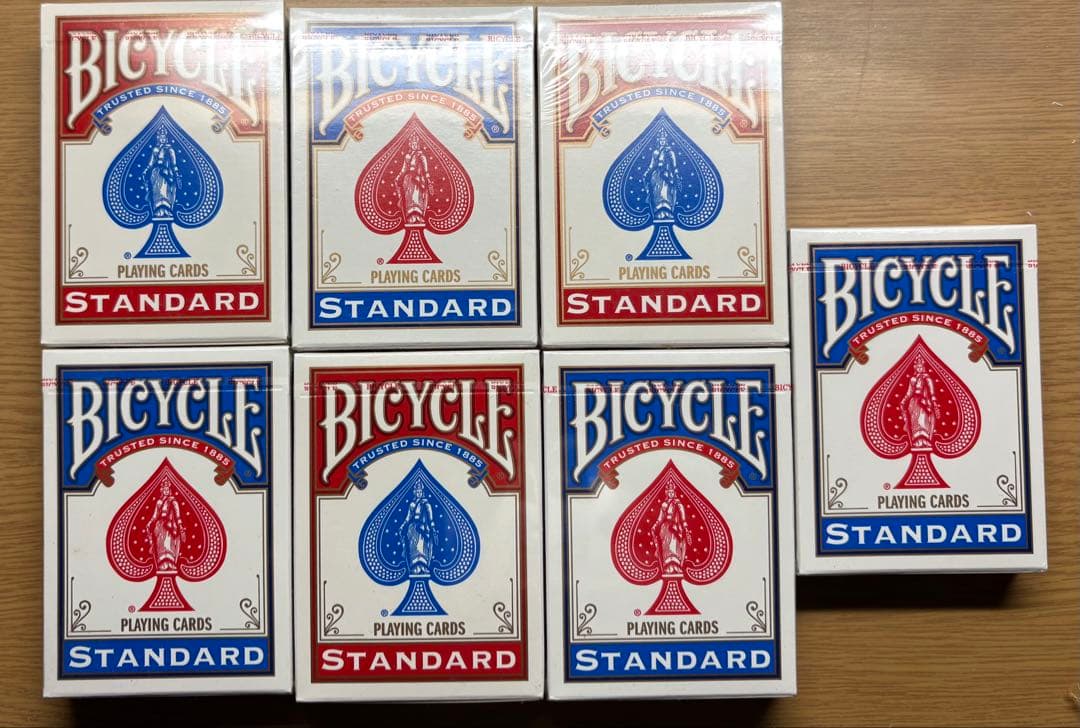 BICYCLE
TRUSTED SINCE 1885
®
®
PLAYING CARDS
STANDARD
BICYCLE
TRUSTED SINCE 1885
®
®
PLAYING CARDS
STANDARD
BICYCLE
TRUSTED SINCE 1885
®
®
PLAYING CARDS
STANDARD
BICYCLE
TRUSTED SINCE 1885
®
®
PLAYING CARDS
STANDARD
BICYCLE
TRUSTED SINCE 1885
®
®
PLAYING CARDS
STANDARD
BICYCLE
TRUSTED SINCE 1885
®
®
PLAYING CARDS
STANDARD
BICYCLE
TRUSTED SINCE 1885
®
®
PLAYING CARDS
STANDARD